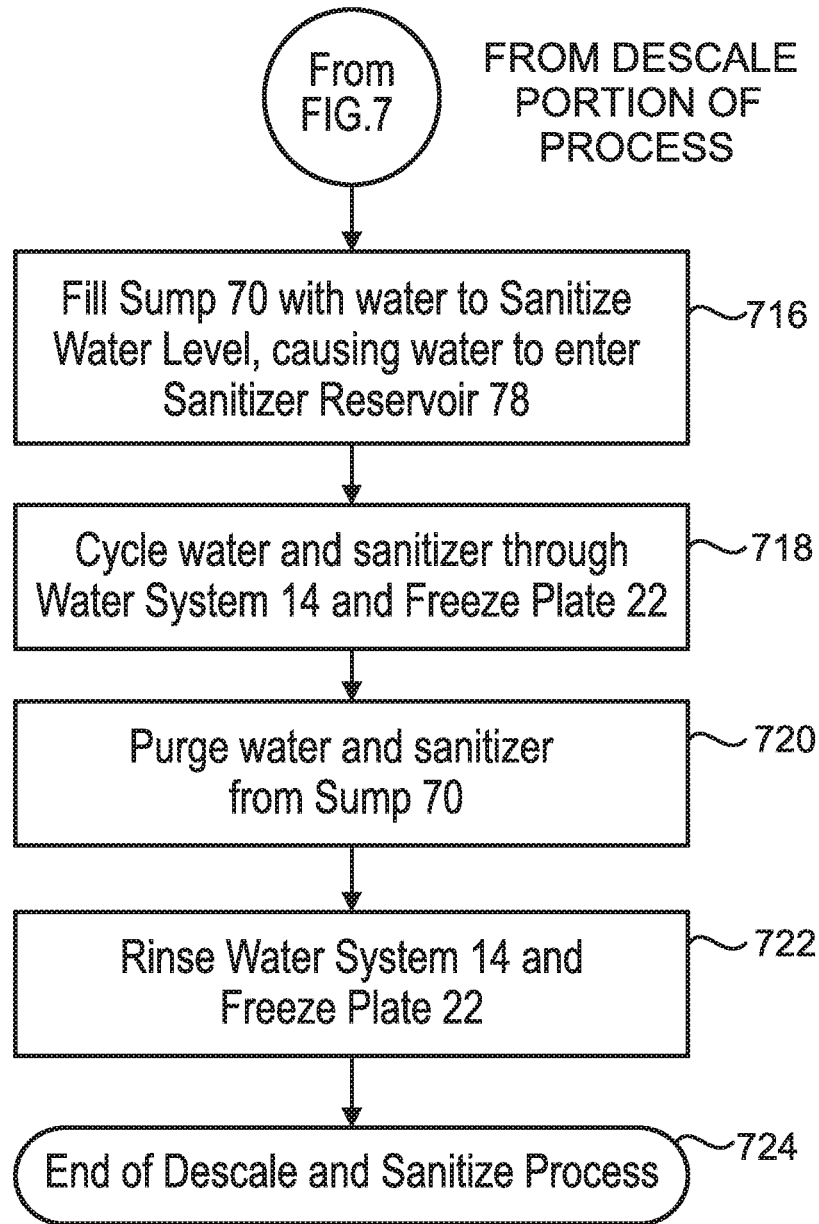 From
FIG.7
FROM DESCALE
PORTION OF
PROCESS
Fill Sump 70 with water to Sanitize
Water Level, causing water to enter
Sanitizer Reservoir 78
716
Cycle water and sanitizer through
Water System 14 and Freeze Plate 22
718
Purge water and sanitizer
from Sump 70
720
Rinse Water System 14 and
Freeze Plate 22
722
End of Descale and Sanitize Process
724